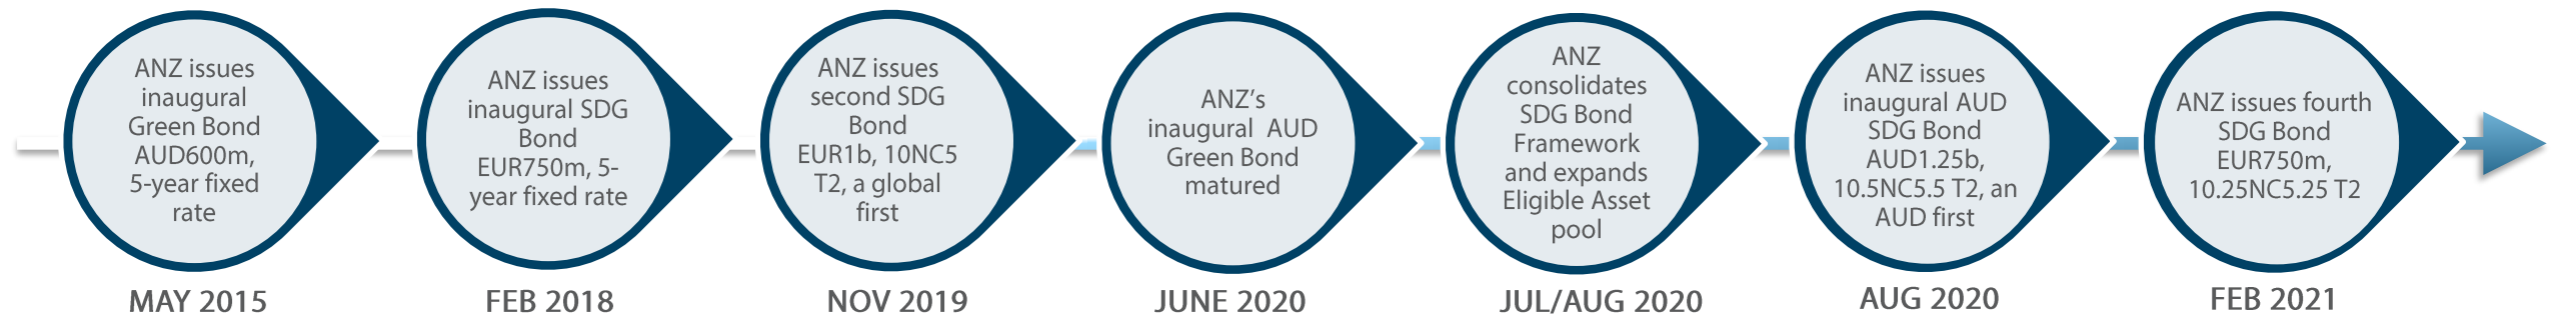 ANZ issues
inaugural
Green Bond
AUD600m,
5-year fixed
rate
MAY 2015
ANZ issues
inaugural SDG
Bond
EUR750m, 5-
year fixed rate
FEB 2018
ANZ issues
second SDG
Bond
EUR1b, 10NC5
T2, a global
first
NOV 2019
ANZ’s
inaugural AUD
Green Bond
matured
JUNE 2020
ANZ
consolidates
SDG Bond
Framework
and expands
Eligible Asset
pool
JUL/AUG 2020
ANZ issues
inaugural AUD
SDG Bond
AUD1.25b,
10.5NC5.5 T2, an
AUD first
AUG 2020
ANZ issues fourth
SDG Bond
EUR750m,
10.25NC5.25 T2
FEB 2021